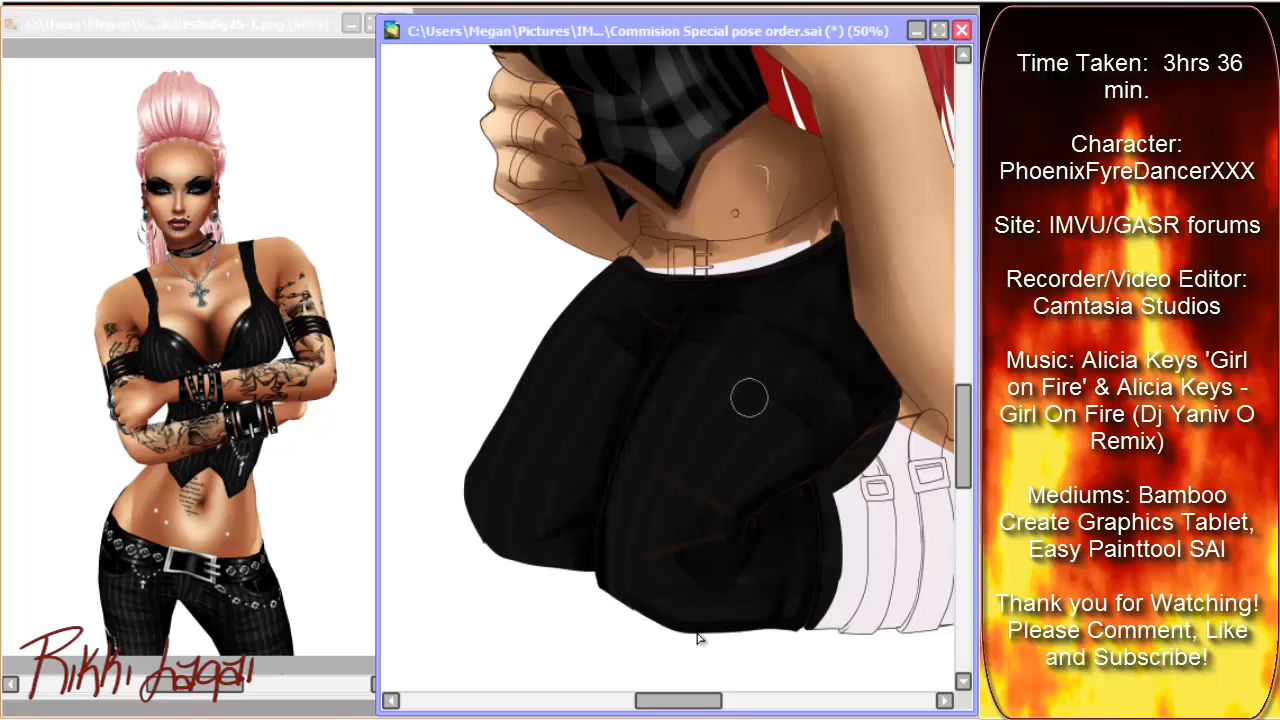 C:\Users\Megan\Pictures\IM...\Commision Special pose order.sai (*) (50%)
Time Taken:  3hrs 36
min.
Character:
PhoenixFyreDancerXXX
Site: IMVU/GASR forums
Recorder/Video Editor:
Camtasia Studios
Music: Alicia Keys 'Girl
on Fire' & Alicia Keys -
Girl On Fire (Dj Yaniv O
Remix)
Mediums: Bamboo
Create Graphics Tablet,
Easy Painttool SAI
Thank you for Watching!
Please Comment, Like
and Subscribe!
Rikki